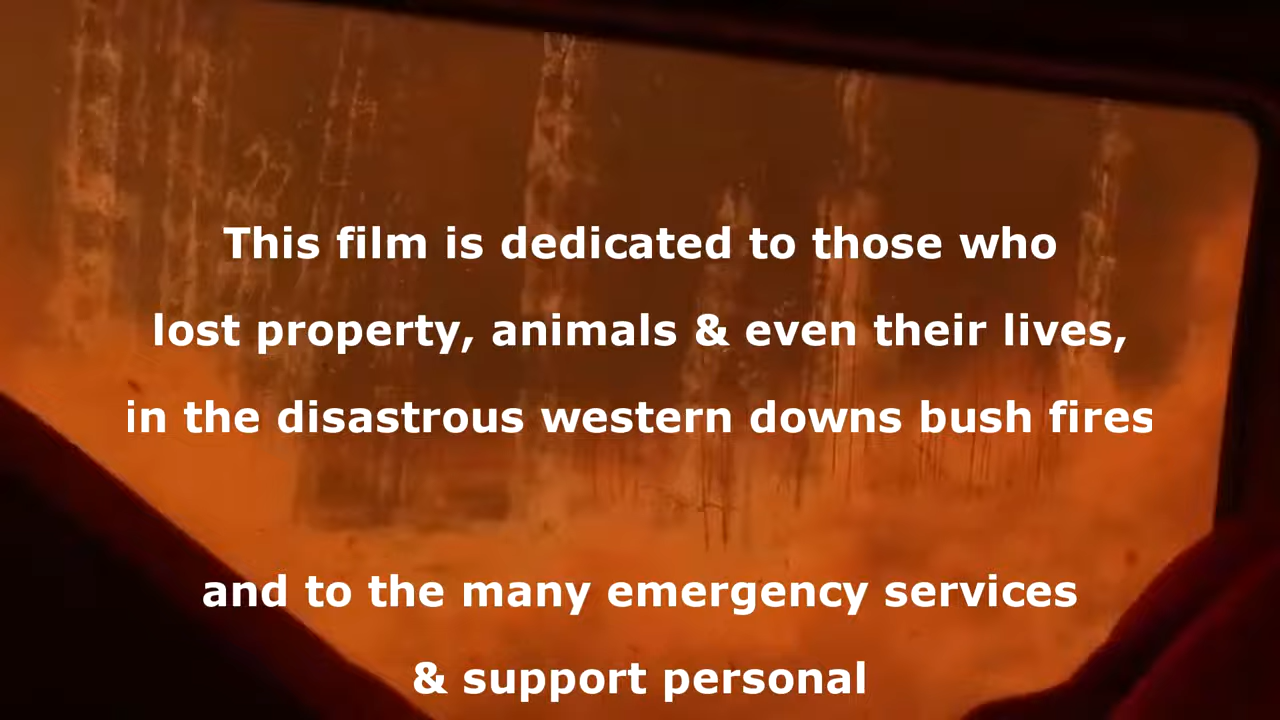 This film is dedicated to those who
lost property, animals & even their lives,
in the disastrous western downs bush fires
and to the many emergency services
& support personal